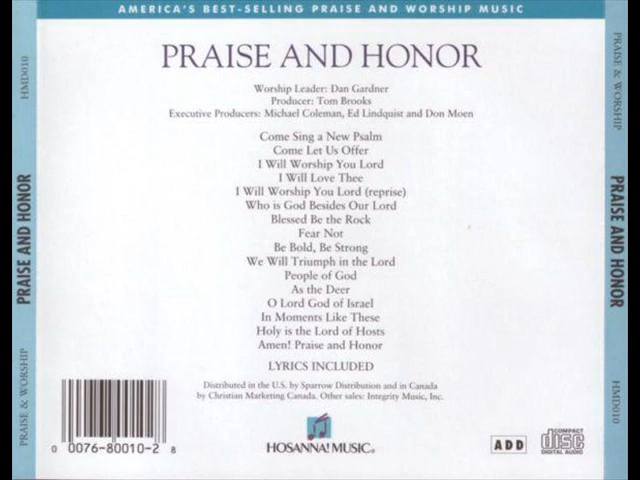 AMERICA'S BEST-SELLING PRAISE AND WORSHIP MUSIC
PRAISE AND HONOR
Worship Leader: Dan Gardner
Producer: Tom Brooks
Executive Producers: Michael Coleman, Ed Lindquist and Don Moen
Come Sing a New Psalm
Come Let Us Offer
I Will Worship You Lord
I Will Love Thee
I Will Worship You Lord (reprise)
Who is God Besides Our Lord
Blessed Be the Rock
Fear Not
Be Bold, Be Strong
We Will Triumph in the Lord
People of God
As the Deer
O Lord God of Israel
In Moments Like These
Holy is the Lord of Hosts
Amen! Praise and Honor
LYRICS INCLUDED
Distributed in the U.S. by Sparrow Distribution and in Canada
by Christian Marketing Canada. Other sales: Integrity Music, Inc.
0 0076-80010-2 8
HOSANNA! MUSIC®
ADD
COMPACT
disc
DIGITAL AUDIO
HMD010
PRAISE AND HONOR
PRAISE & WORSHIP
PRAISE & WORSHIP
PRAISE AND HONOR
HMD010